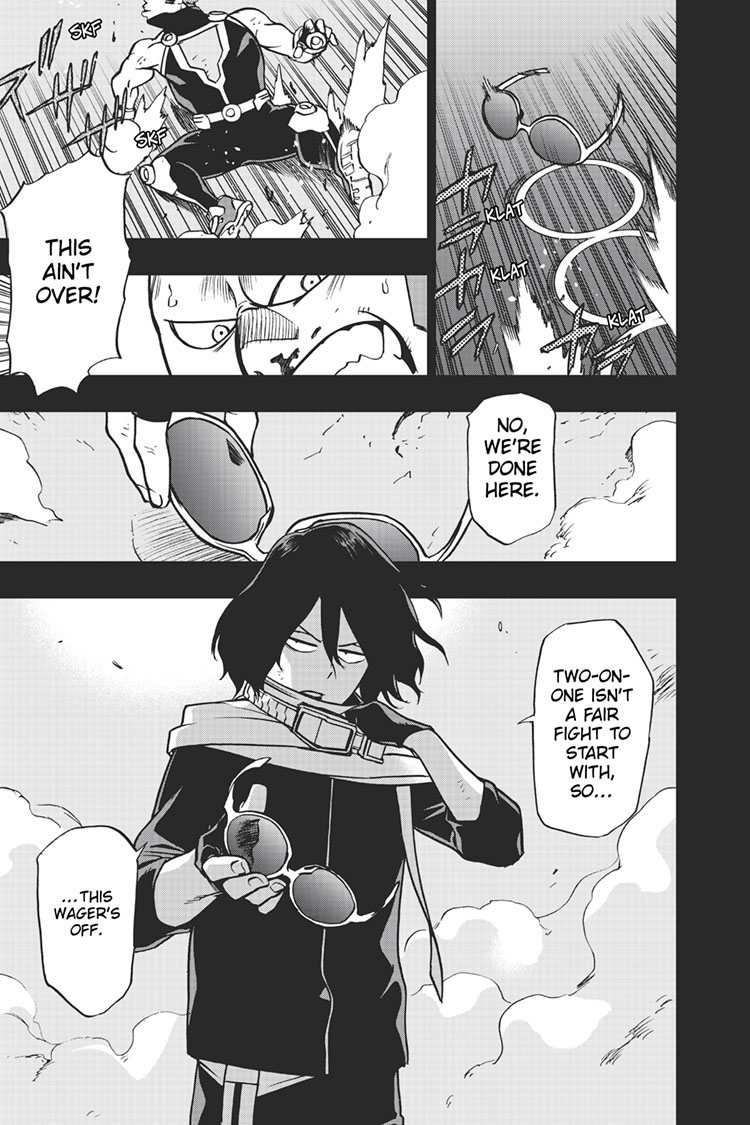 KLAT
KLAT
KLAT
SKF
SKF
THIS
AIN'T
OVER!
NO,
WE'RE
DONE
HERE.
TWO-ON-
ONE ISN'T
A FAIR
FIGHT TO
START
WITH,
SO...
...THIS
WAGER'S
OFF.